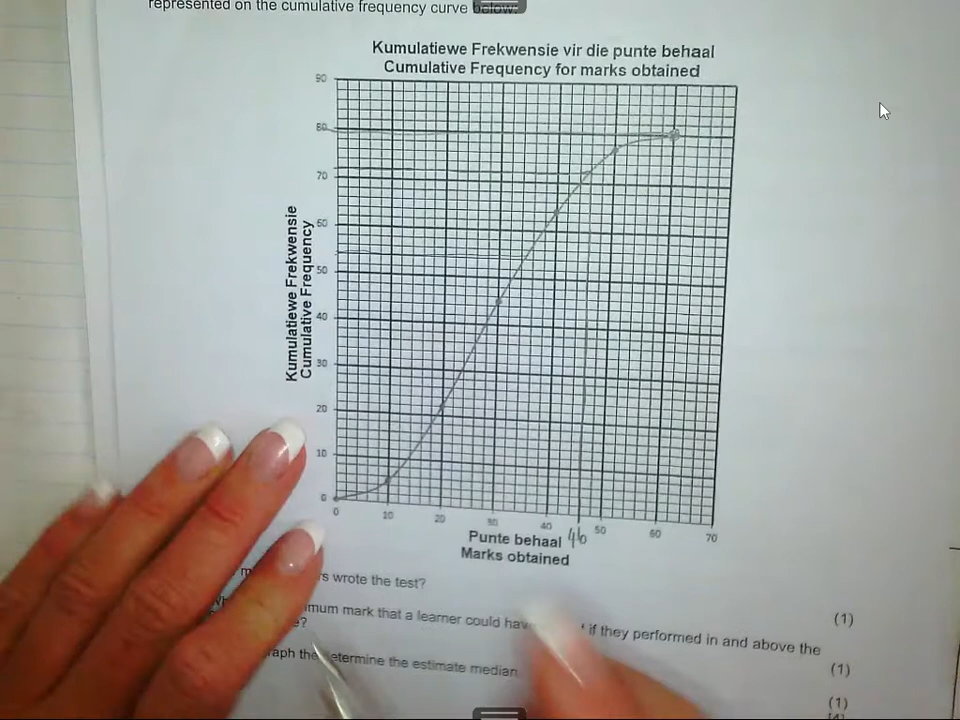 represented on the cumulative frequency curve below.
Kumulatiewe Frekwensie vir die punte behaal
Cumulative Frequency for marks obtained
Kumulatiewe Frekwensie
Cumulative Frequency
90
80
70
60
50
40
30
20
10
0
0 10 20 30 40 50 60 70
Punte behaal 46
Marks obtained
wrote the test?
(1)
mark that a learner could if they performed in and above the
(1)
determine the estimate median
(1)